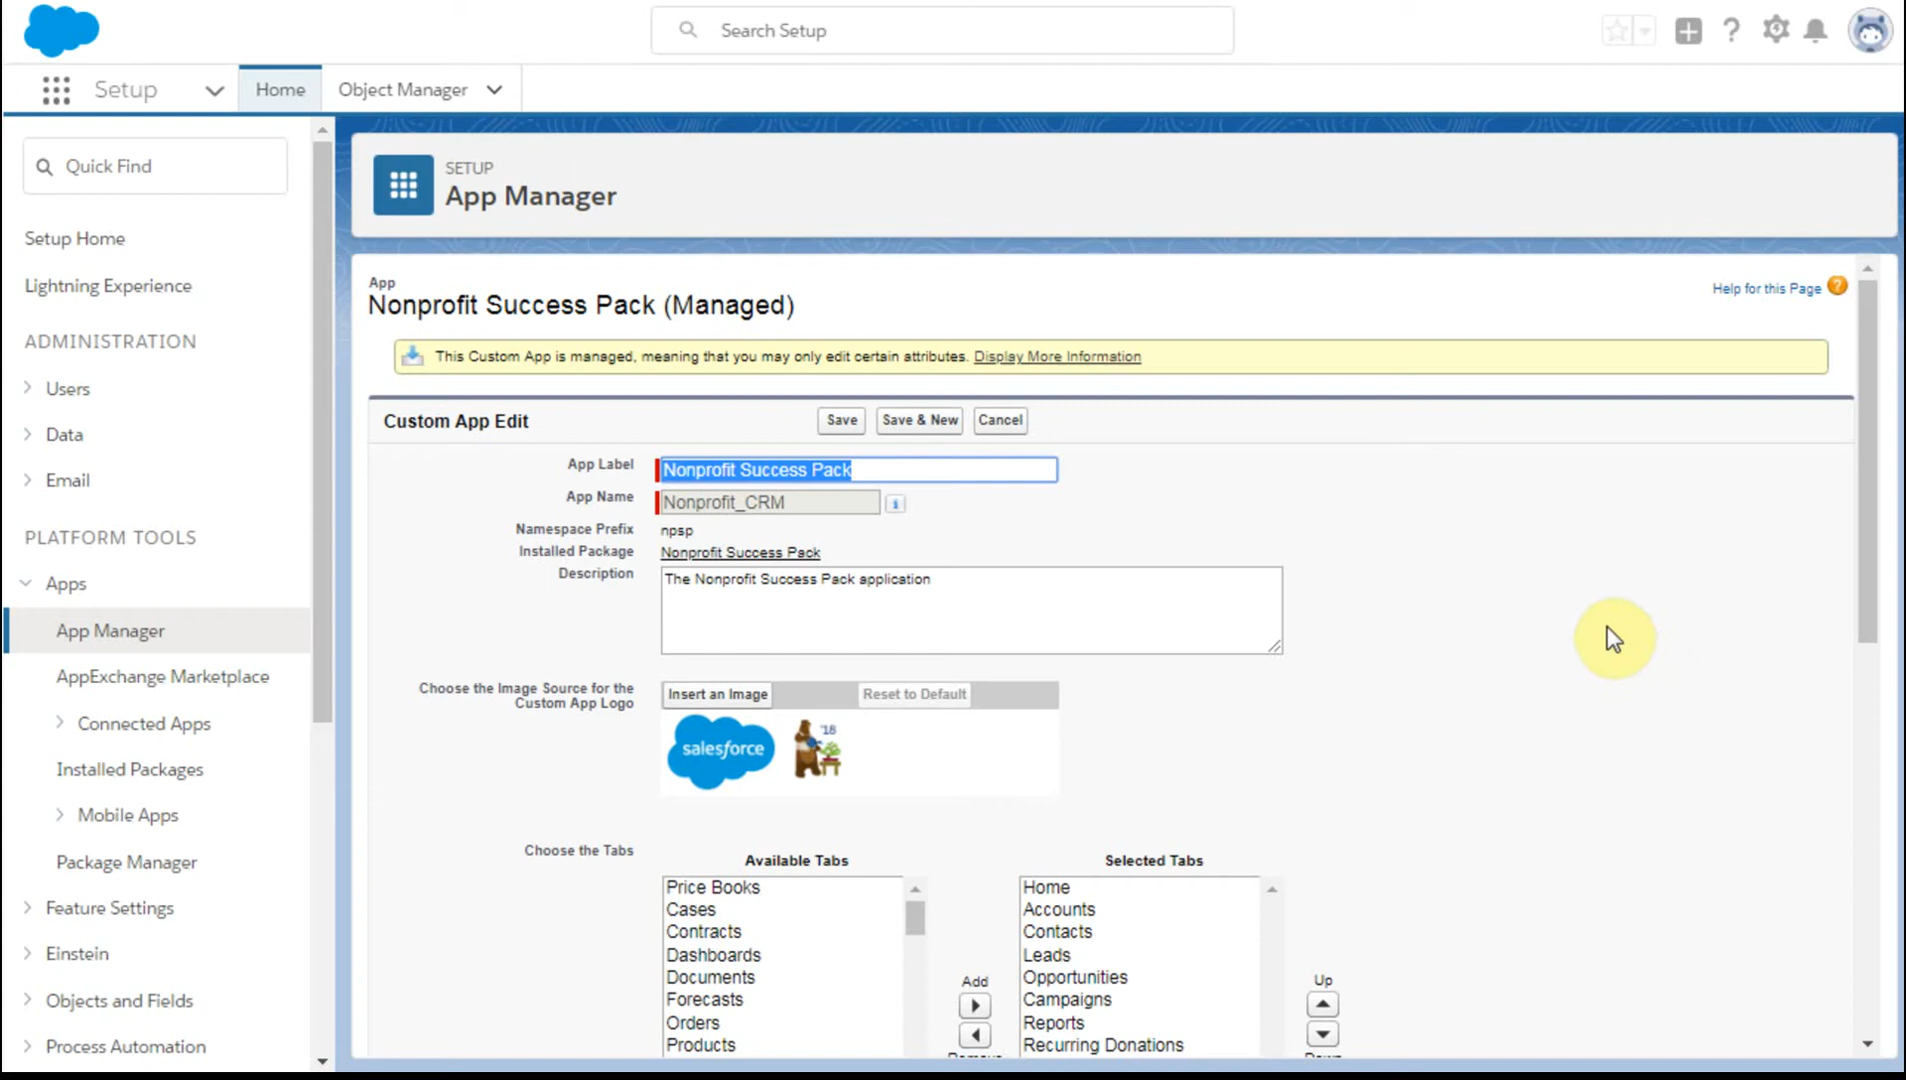 Search Setup
Setup
Home
Object Manager
Quick Find
Setup Home
Lightning Experience
ADMINISTRATION
Users
Data
Email
PLATFORM TOOLS
Apps
App Manager
AppExchange Marketplace
Connected Apps
Installed Packages
Mobile Apps
Package Manager
Feature Settings
Einstein
Objects and Fields
Process Automation
SETUP
App Manager
App
Nonprofit Success Pack (Managed)
Help for this Page
This Custom App is managed, meaning that you may only edit certain attributes. Display More Information
Custom App Edit
Save
Save & New
Cancel
App Label
Nonprofit Success Pack
App Name
Nonprofit_CRM
Namespace Prefix
npsp
Installed Package
Nonprofit Success Pack
Description
The Nonprofit Success Pack application
Choose the Image Source for the
Custom App Logo
Insert an Image
Reset to Default
salesforce
'18
Choose the Tabs
Available Tabs
Price Books
Cases
Contracts
Dashboards
Documents
Forecasts
Orders
Products
Add
Selected Tabs
Home
Accounts
Contacts
Leads
Opportunities
Campaigns
Reports
Recurring Donations
Up